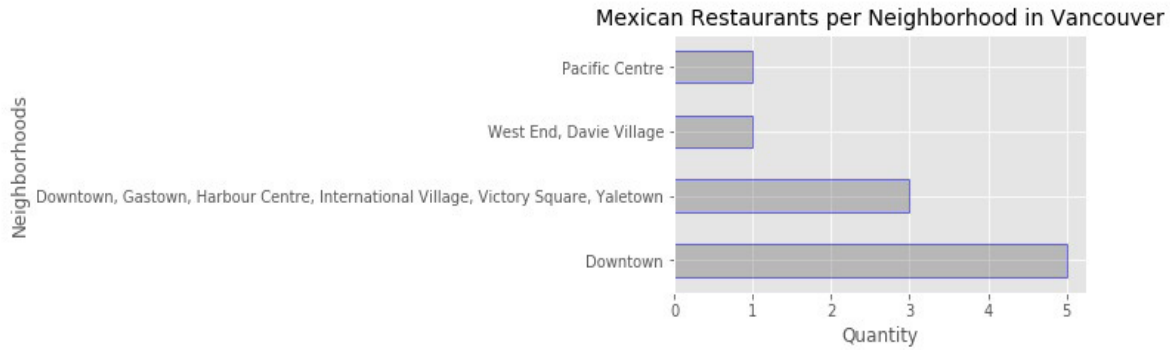 Mexican Restaurants per Neighborhood in Vancouver
Neighborhoods
Pacific Centre
West End, Davie Village
Downtown, Gastown, Harbour Centre, International Village, Victory Square, Yaletown
Downtown
0 1 2 3 4 5
Quantity